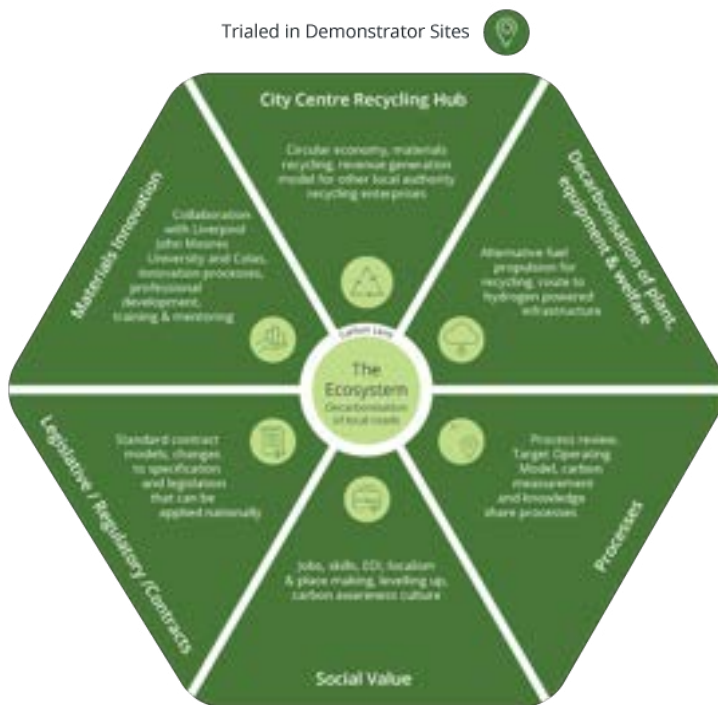 Trialed in Demonstrator Sites
City Centre Recycling Hub
Circular economy, materials
recycling, revenue generation
model for other local authority
recycling enterprises
Decarbonisation of plant,
equipment & welfare
Alternative fuel
propulsion for
recycling, route to
hydrogen powered
infrastructure
Materials Innovation
Collaboration
with Liverpool
John Moores
University and Colas,
innovation processes,
professional
development,
training & mentoring
The
Ecosystem
Decarbonisation
of local roads
Legislative / Regulatory /Contracts
Standard contract
models, changes
to specification
and legislation
that can be
applied nationally
Process review,
Target Operating
Model, carbon
measurement
and knowledge
share processes
Processes
Jobs, skills, EDI, localism
& place making, levelling up,
carbon awareness culture
Social Value